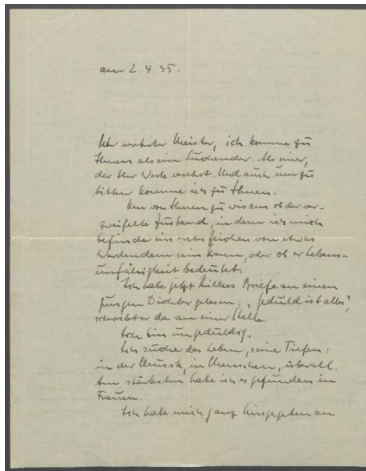 am 2.4.35.
Sehr verehrter Meister, ich komme zu
Ihnen als ein Suchender. Als einer,
der Ihr Werk verehrt. Und auch um zu
bitten komme ich zu Ihnen.
Um von Ihnen zu wissen ob der ver-
zweifelte Zustand, in dem ich mich
befinde ein erstes Zeichen von etwas
Werdendem sein kann, oder ob er Lebens-
unfähigkeit bedeutet.
Ich habe jetzt Rilkes Briefe an einen
jungen Dichter gelesen. „Geduld ist alles",
schreibt er da an einer Stelle.
Ich bin ungeduldig.
Ich suche das Leben, seine Tiefen:
in der Musik, in Menschen, überall.
Am stärksten habe ich es gefunden in
Frauen.
Ich habe mich ganz hingegeben an